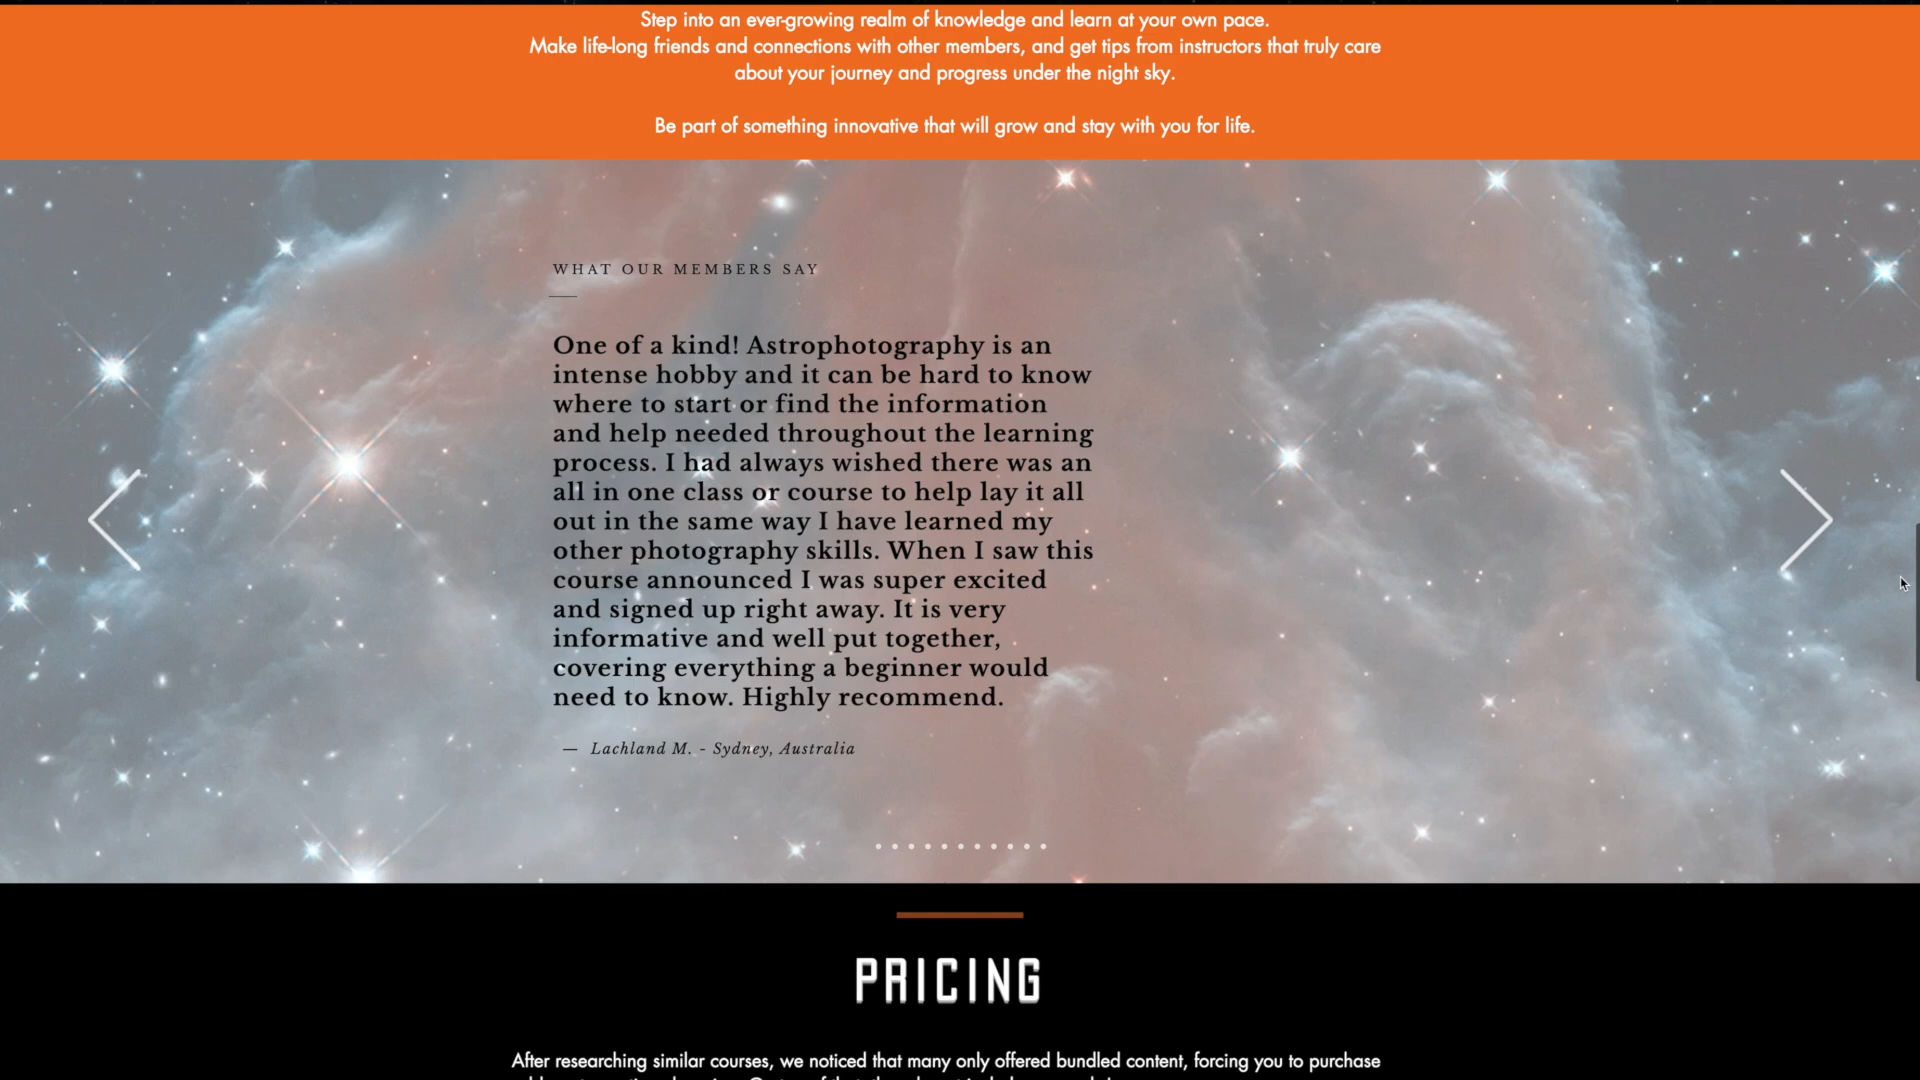 Step into an ever-growing realm of knowledge and learn at your own pace.
Make life-long friends and connections with other members, and get tips from instructors that truly care
about your journey and progress under the night sky.
Be part of something innovative that will grow and stay with you for life.
WHAT OUR MEMBERS SAY
One of a kind! Astrophotography is an
intense hobby and it can be hard to know
where to start or find the information
and help needed throughout the learning
process. I had always wished there was an
all in one class or course to help lay it all
out in the same way I have learned my
other photography skills. When I saw this
course announced I was super excited
and signed up right away. It is very
informative and well put together,
covering everything a beginner would
need to know. Highly recommend.
— Lachland M. - Sydney, Australia
PRICING
After researching similar courses, we noticed that many only offered bundled content, forcing you to purchase